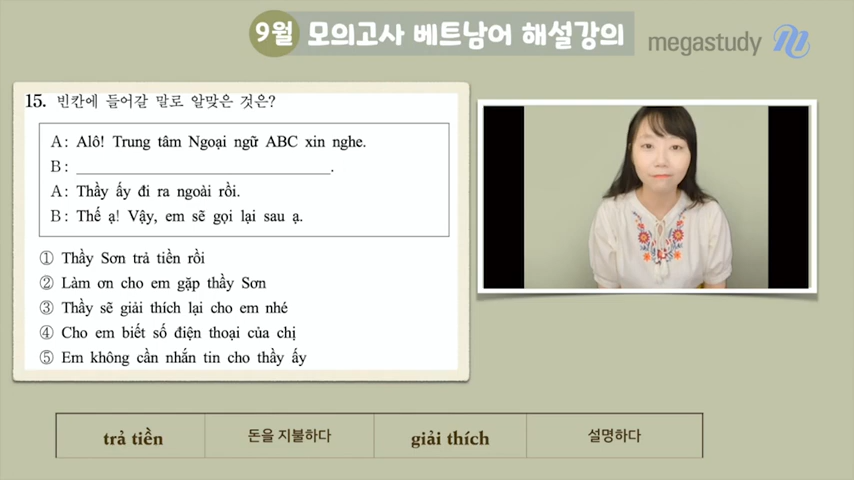 9월 모의고사 베트남어 해설강의
megastudy
15. 빈칸에 들어갈 말로 알맞은 것은?
A: Alô! Trung tâm Ngoại ngữ ABC xin nghe.
B: ______________________________.
A: Thầy ấy đi ra ngoài rồi.
B: Thế ạ! Vậy, em sẽ gọi lại sau ạ.
① Thầy Sơn trả tiền rồi
② Làm ơn cho em gặp thầy Sơn
③ Thầy sẽ giải thích lại cho em nhé
④ Cho em biết số điện thoại của chị
⑤ Em không cần nhắn tin cho thầy ấy
trả tiền 돈을 지불하다 giải thích 설명하다